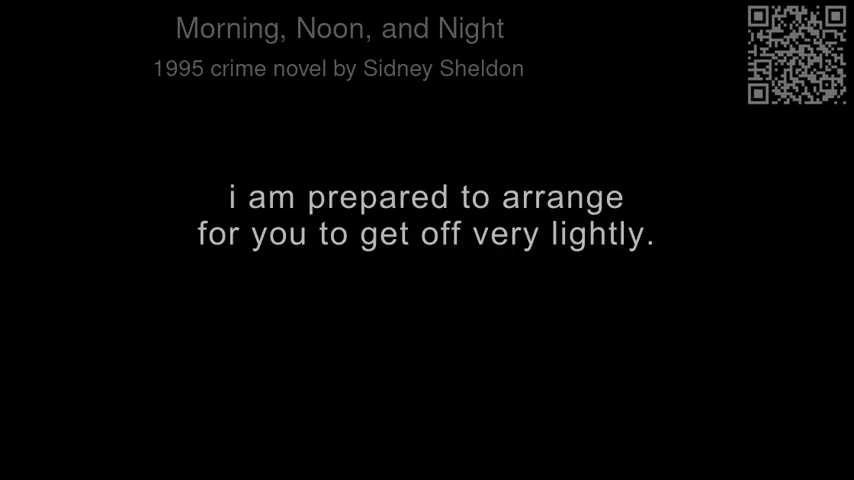 Morning, Noon, and Night
1995 crime novel by Sidney Sheldon
i am prepared to arrange
for you to get off very lightly.